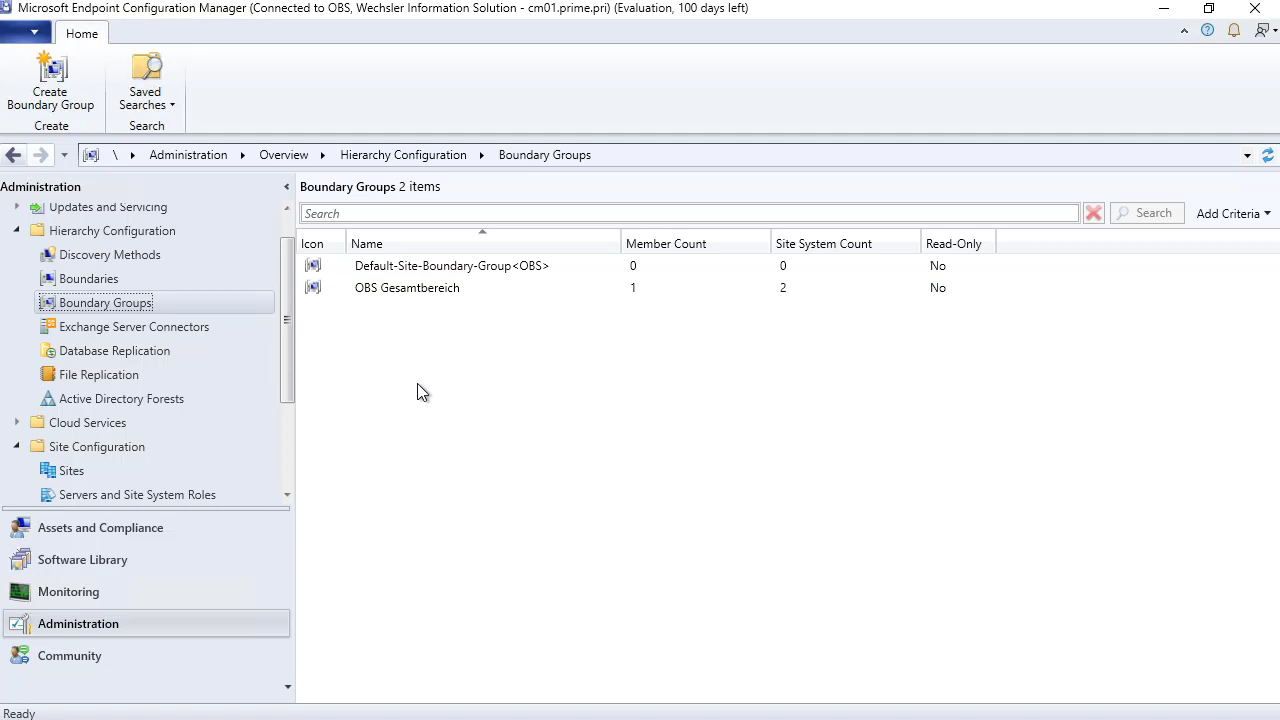 Microsoft Endpoint Configuration Manager (Connected to OBS, Wechsler Information Solution - cm01.prime.pri) (Evaluation, 100 days left)
Home
Create
Boundary Group
Saved
Searches
Create
Search
\ Administration Overview Hierarchy Configuration Boundary Groups
Administration
Updates and Servicing
Hierarchy Configuration
Discovery Methods
Boundaries
Boundary Groups
Exchange Server Connectors
Database Replication
File Replication
Active Directory Forests
Cloud Services
Site Configuration
Sites
Servers and Site System Roles
Assets and Compliance
Software Library
Monitoring
Administration
Community
Boundary Groups 2 items
Search
Search
Add Criteria
Icon Name Member Count Site System Count Read-Only
Default-Site-Boundary-Group<OBS> 0 0 No
OBS Gesamtbereich 1 2 No
Ready